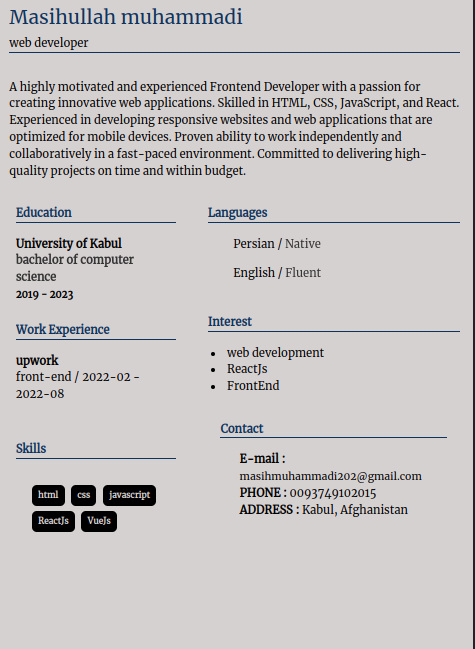 Masihullah muhammadi
web developer
A highly motivated and experienced Frontend Developer with a passion for
creating innovative web applications. Skilled in HTML, CSS, JavaScript, and React.
Experienced in developing responsive websites and web applications that are
optimized for mobile devices. Proven ability to work independently and
collaboratively in a fast-paced environment. Committed to delivering high-
quality projects on time and within budget.
Education
University of Kabul
bachelor of computer
science
2019 - 2023
Work Experience
upwork
front-end / 2022-02 -
2022-08
Skills
html css javascript
ReactJs VueJs
Languages
Persian / Native
English / Fluent
Interest
• web development
• ReactJs
• FrontEnd
Contact
E-mail :
masihmuhammadi202@gmail.com
PHONE : 0093749102015
ADDRESS : Kabul, Afghanistan